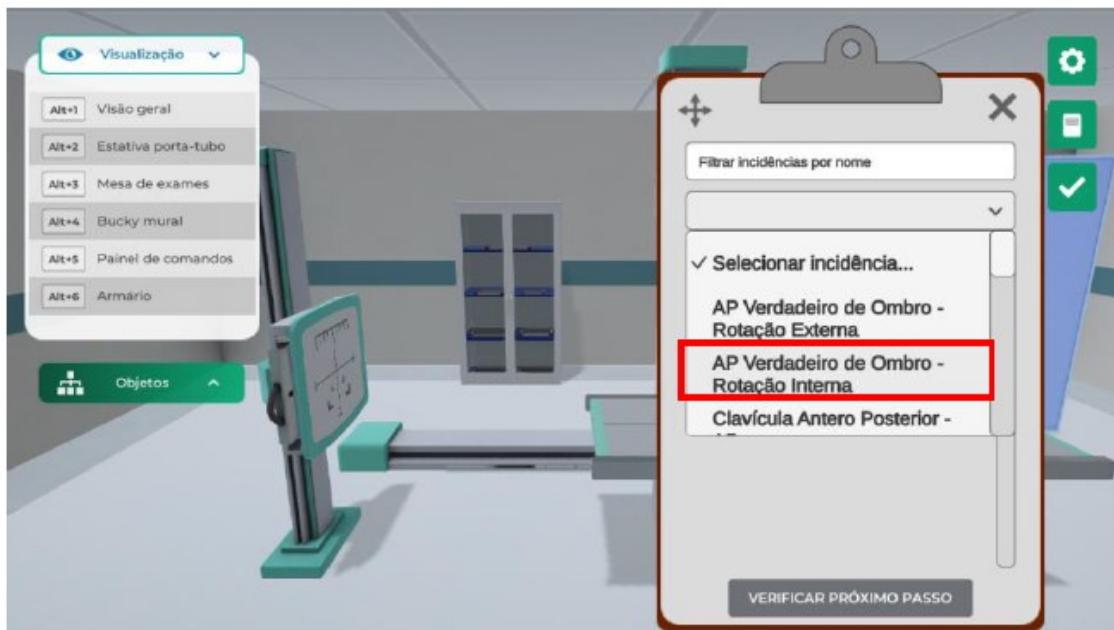 Visualização
Alt+1 Visão geral
Alt+2 Estativa porta-tubo
Alt+3 Mesa de exames
Alt+4 Bucky mural
Alt+5 Painel de comandos
Alt+6 Armário
Objetos
Filtrar incidências por nome
Selecionar incidência...
AP Verdadeiro de Ombro -
Rotação Externa
AP Verdadeiro de Ombro -
Rotação Interna
Clavícula Antero Posterior -
VERIFICAR PRÓXIMO PASSO